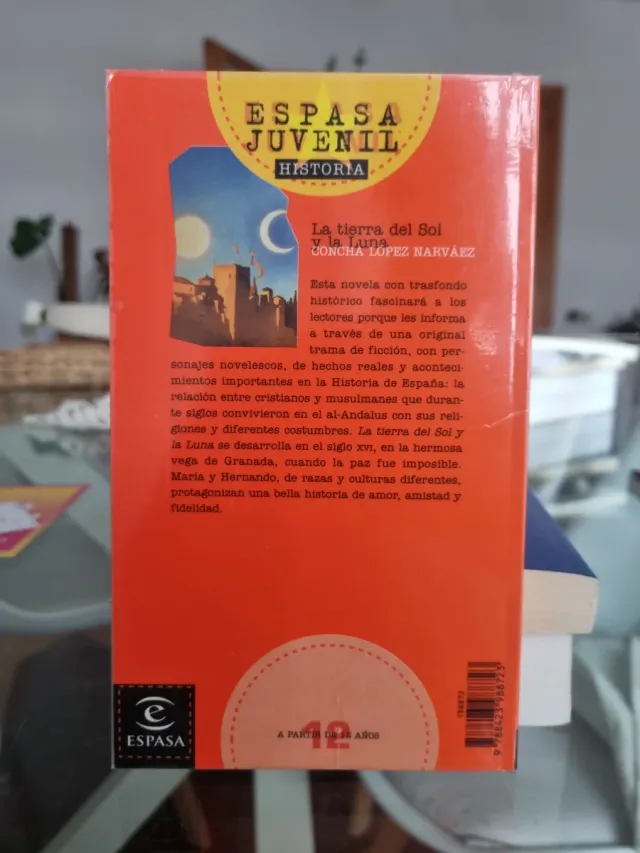 ESPASA
JUVENIL
HISTORIA
La tierra del Sol
y la Luna
CONCHA LÓPEZ NARVÁEZ
Esta novela con trasfondo
histórico fascinará a los
lectores porque les informa
a través de una original
trama de ficción, con per-
sonajes novelescos, de hechos reales y aconteci-
mientos importantes en la Historia de España: la
relación entre cristianos y musulmanes que duran-
te siglos convivieron en el al-Andalus con sus reli-
giones y diferentes costumbres. La tierra del Sol y
la Luna se desarrolla en el siglo XVI, en la hermosa
vega de Granada, cuando la paz fue imposible.
María y Hernando, de razas y culturas diferentes,
protagonizan una bella historia de amor, amistad y
fidelidad.
e
ESPASA
12
A PARTIR DE 12 AÑOS
9 788423 988723